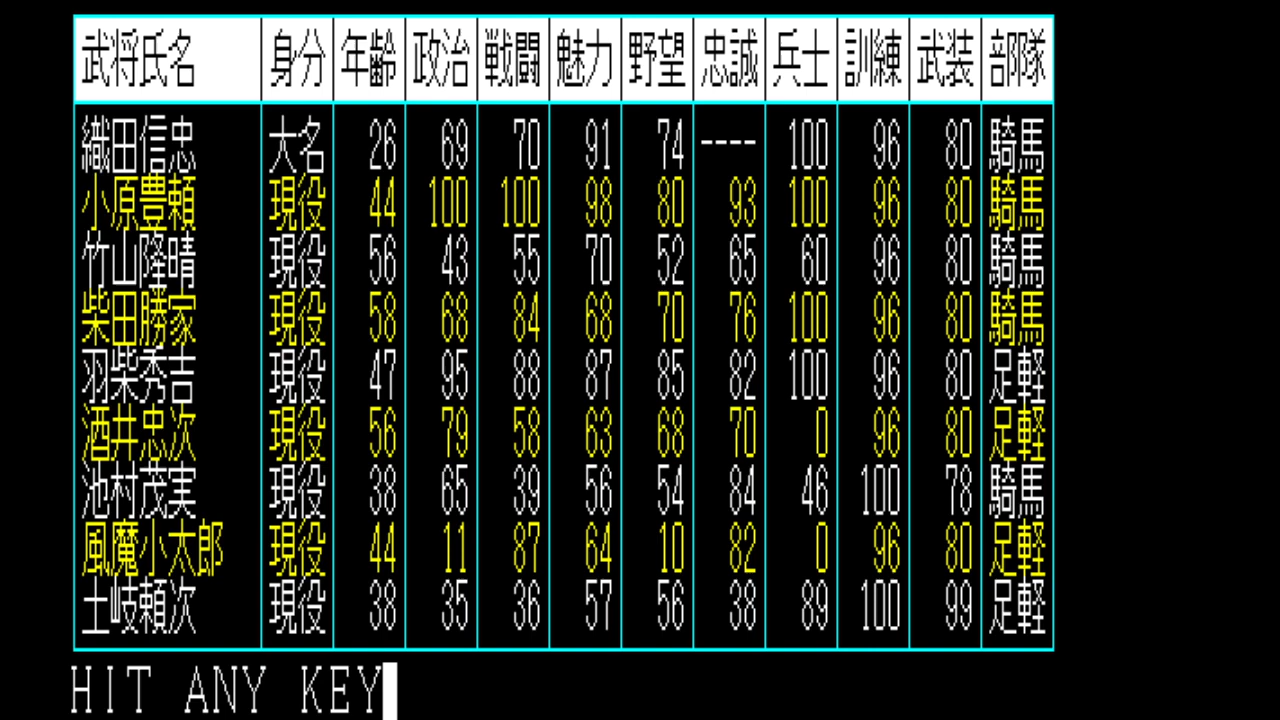 武将氏名 身分 年齢 政治 戦闘 魅力 野望 忠誠 兵士 訓練 武装 部隊
織田信忠 大名 26 69 70 91 74 ---- 100 96 80 騎馬
小原豊頼 現役 44 100 100 98 80 93 100 96 80 騎馬
竹山隆晴 現役 56 43 55 70 52 65 60 96 80 騎馬
柴田勝家 現役 58 68 84 68 70 76 100 96 80 騎馬
羽柴秀吉 現役 47 95 88 87 85 82 100 96 80 足軽
酒井忠次 現役 56 79 58 63 68 70 0 96 80 足軽
池村茂実 現役 38 65 39 56 54 84 46 100 78 騎馬
風魔小太郎 現役 44 11 87 64 10 82 0 96 80 足軽
土岐頼次 現役 38 35 36 57 56 38 89 100 99 足軽
HIT ANY KEY